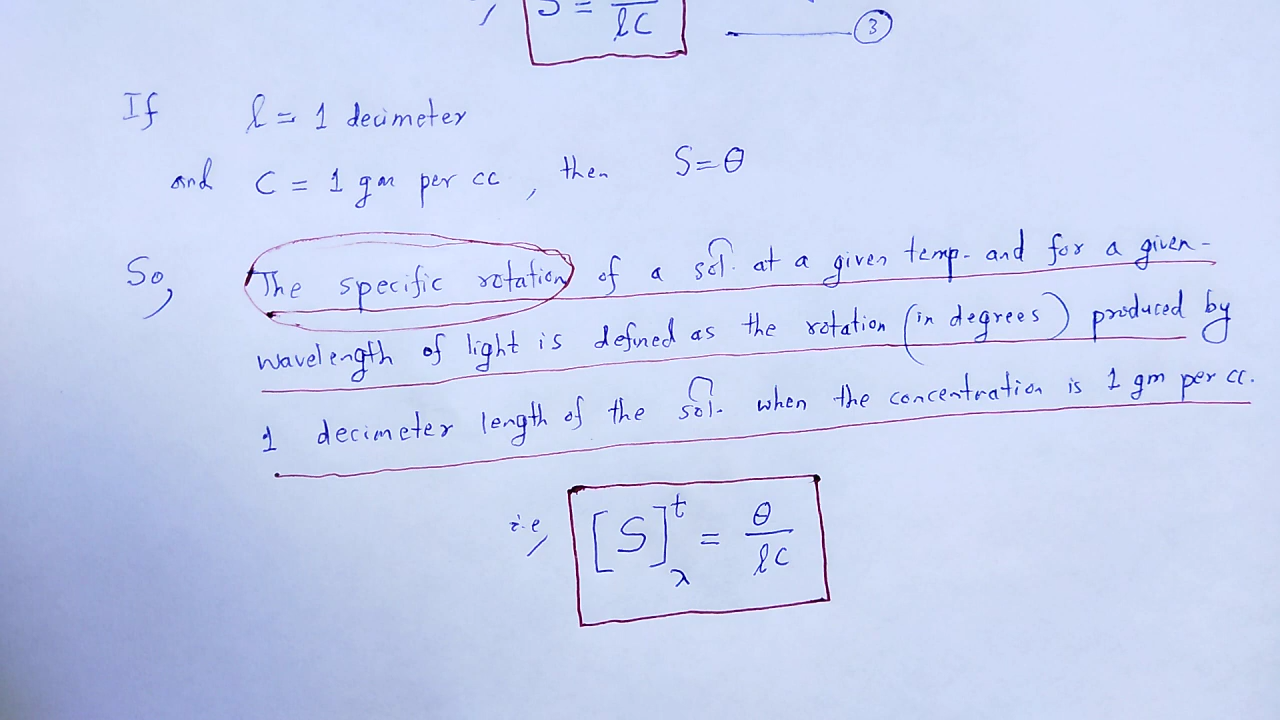 , S = θ/lC ——— ③
If l = 1 decimeter
and C = 1 gm per cc, then S = θ
So, The specific rotation of a sol. at a given temp. and for a given-
wavelength of light is defined as the rotation (in degrees) produced by
1 decimeter length of the sol. when the concentration is 1 gm per cc.
i.e, [S]^t_λ = θ/lC